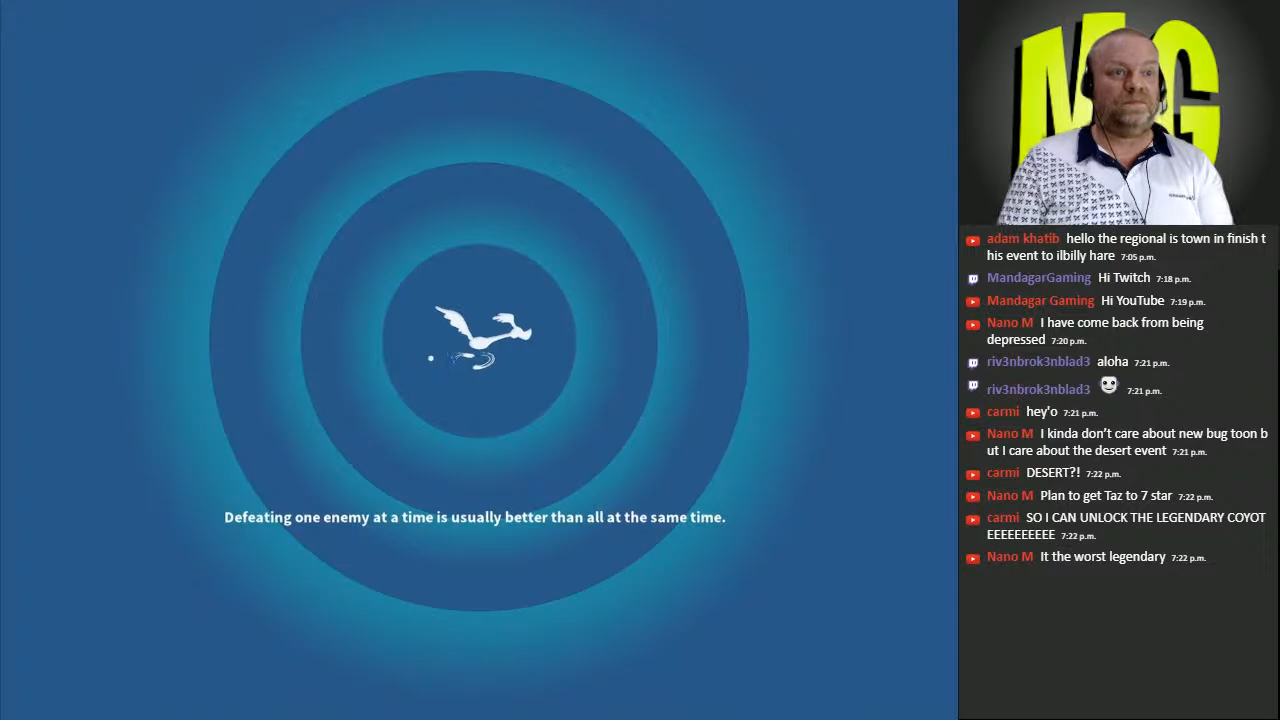 MG
adam khatib hello the regional is town in finish t
his event to ilbilly hare 7:05 p.m.
MandagarGaming Hi Twitch 7:18 p.m.
Mandagar Gaming Hi YouTube 7:19 p.m.
Nano M I have come back from being
depressed 7:20 p.m.
riv3nbrok3nblad3 aloha 7:21 p.m.
riv3nbrok3nblad3 7:21 p.m.
carmi hey'o 7:21 p.m.
Nano M I kinda don’t care about new bug toon b
ut I care about the desert event 7:21 p.m.
carmi DESERT?! 7:22 p.m.
Nano M Plan to get Taz to 7 star 7:22 p.m.
carmi SO I CAN UNLOCK THE LEGENDARY COYOT
EEEEEEEEEE 7:22 p.m.
Nano M It the worst legendary 7:22 p.m.
Defeating one enemy at a time is usually better than all at the same time.